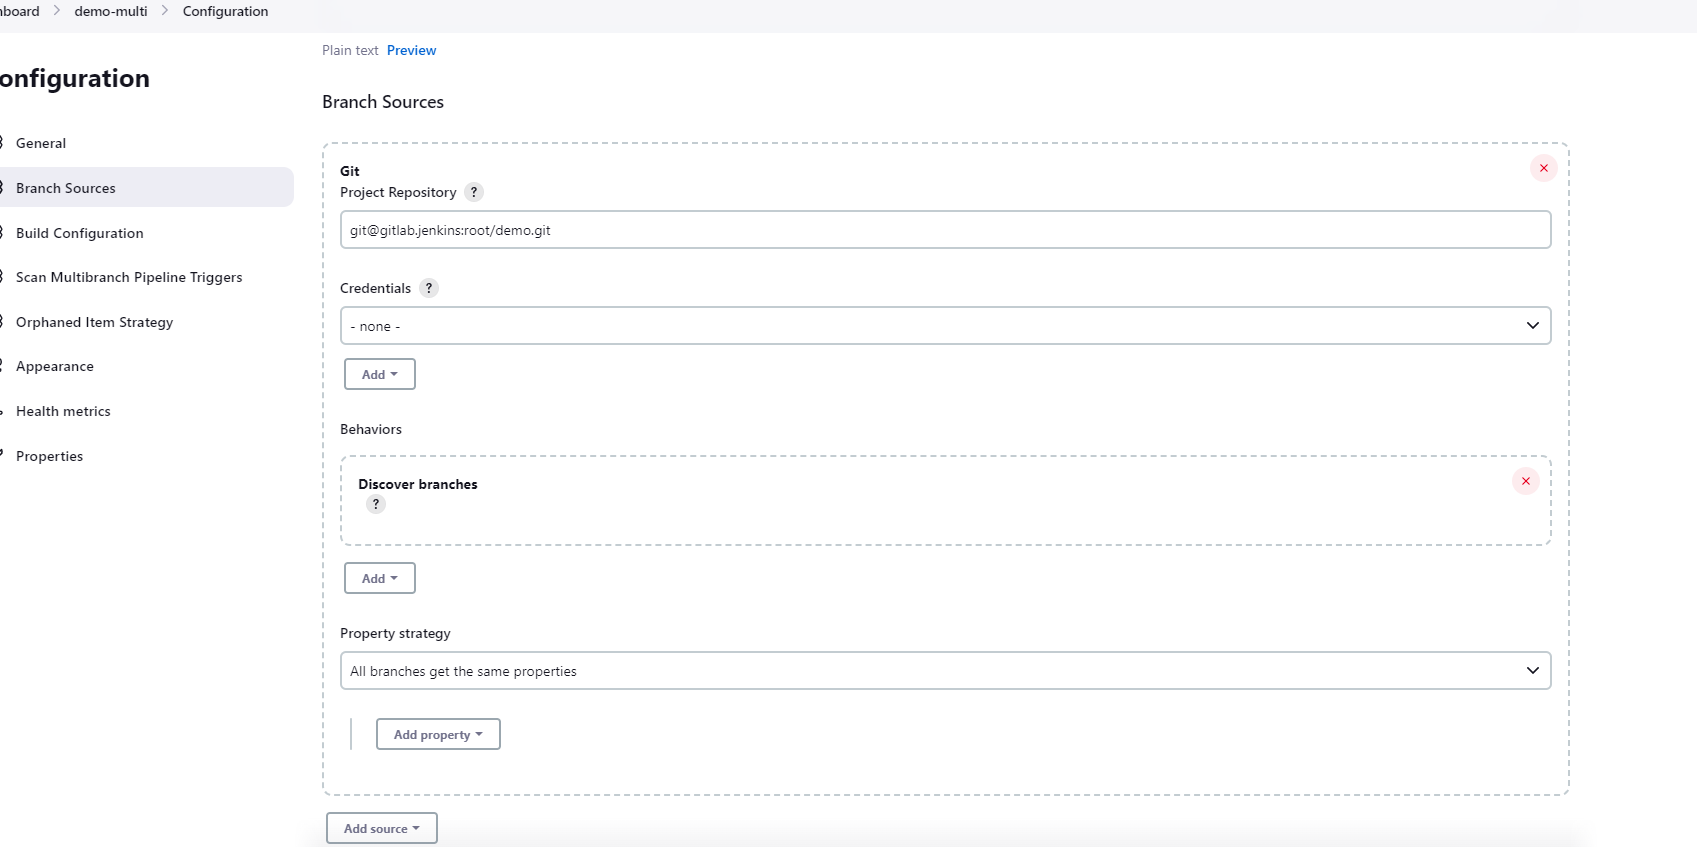 nboard > demo-multi > Configuration
onfiguration
General
Branch Sources
Build Configuration
Scan Multibranch Pipeline Triggers
Orphaned Item Strategy
Appearance
Health metrics
Properties
Plain text Preview
Branch Sources
Git
Project Repository ?
git@gitlab.jenkins:root/demo.git
Credentials ?
- none -
Add
Behaviors
Discover branches
?
Add
Property strategy
All branches get the same properties
Add property
Add source